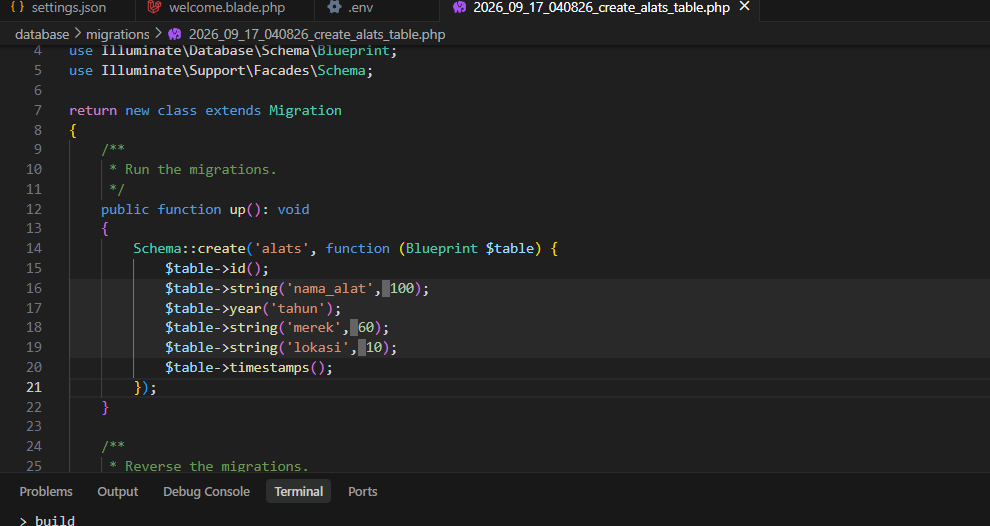 settings.json welcome.blade.php .env 2026_09_17_040826_create_alats_table.php
database > migrations > 2026_09_17_040826_create_alats_table.php
4 use Illuminate\Database\Schema\Blueprint;
5 use Illuminate\Support\Facades\Schema;
6
7 return new class extends Migration
8 {
9 /**
10 * Run the migrations.
11 */
12 public function up(): void
13 {
14 Schema::create('alats', function (Blueprint $table) {
15 $table->id();
16 $table->string('nama_alat', 100);
17 $table->year('tahun');
18 $table->string('merek', 60);
19 $table->string('lokasi', 10);
20 $table->timestamps();
21 });
22 }
23
24 /**
25 * Reverse the migrations.
Problems Output Debug Console Terminal Ports
> build